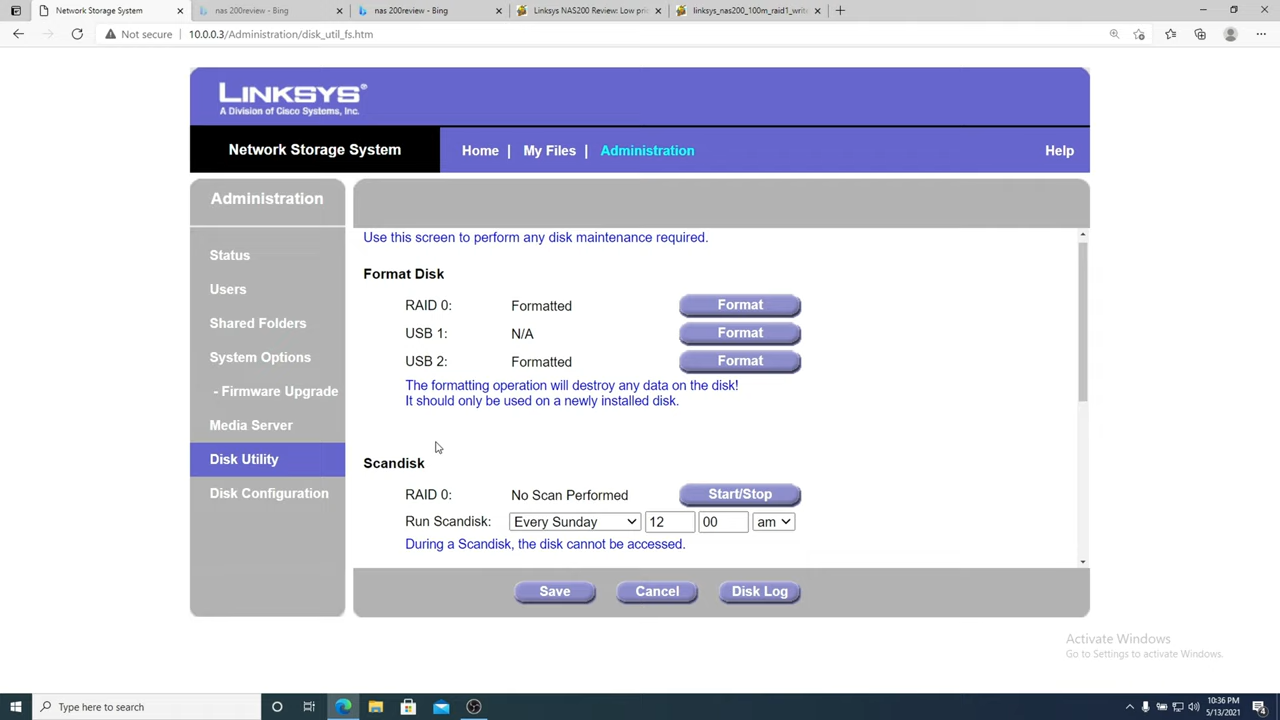 Network Storage System
nas 200review - Bing
nas 200review - Bing
Linksys NAS200 Review: Low pri
linksys_nas200_100m_raid1_write
Not secure
10.0.0.3/Administration/disk_util_fs.htm
LINKSYS®
A Division of Cisco Systems, Inc.
Network Storage System
Home | My Files | Administration
Help
Administration
Status
Users
Shared Folders
System Options
- Firmware Upgrade
Media Server
Disk Utility
Disk Configuration
Use this screen to perform any disk maintenance required.
Format Disk
RAID 0: Formatted Format
USB 1: N/A Format
USB 2: Formatted Format
The formatting operation will destroy any data on the disk!
It should only be used on a newly installed disk.
Scandisk
RAID 0: No Scan Performed Start/Stop
Run Scandisk: Every Sunday 12 00 am
During a Scandisk, the disk cannot be accessed.
Save Cancel Disk Log
Activate Windows
Go to Settings to activate Windows.
Type here to search
10:36 PM
5/13/2021
4